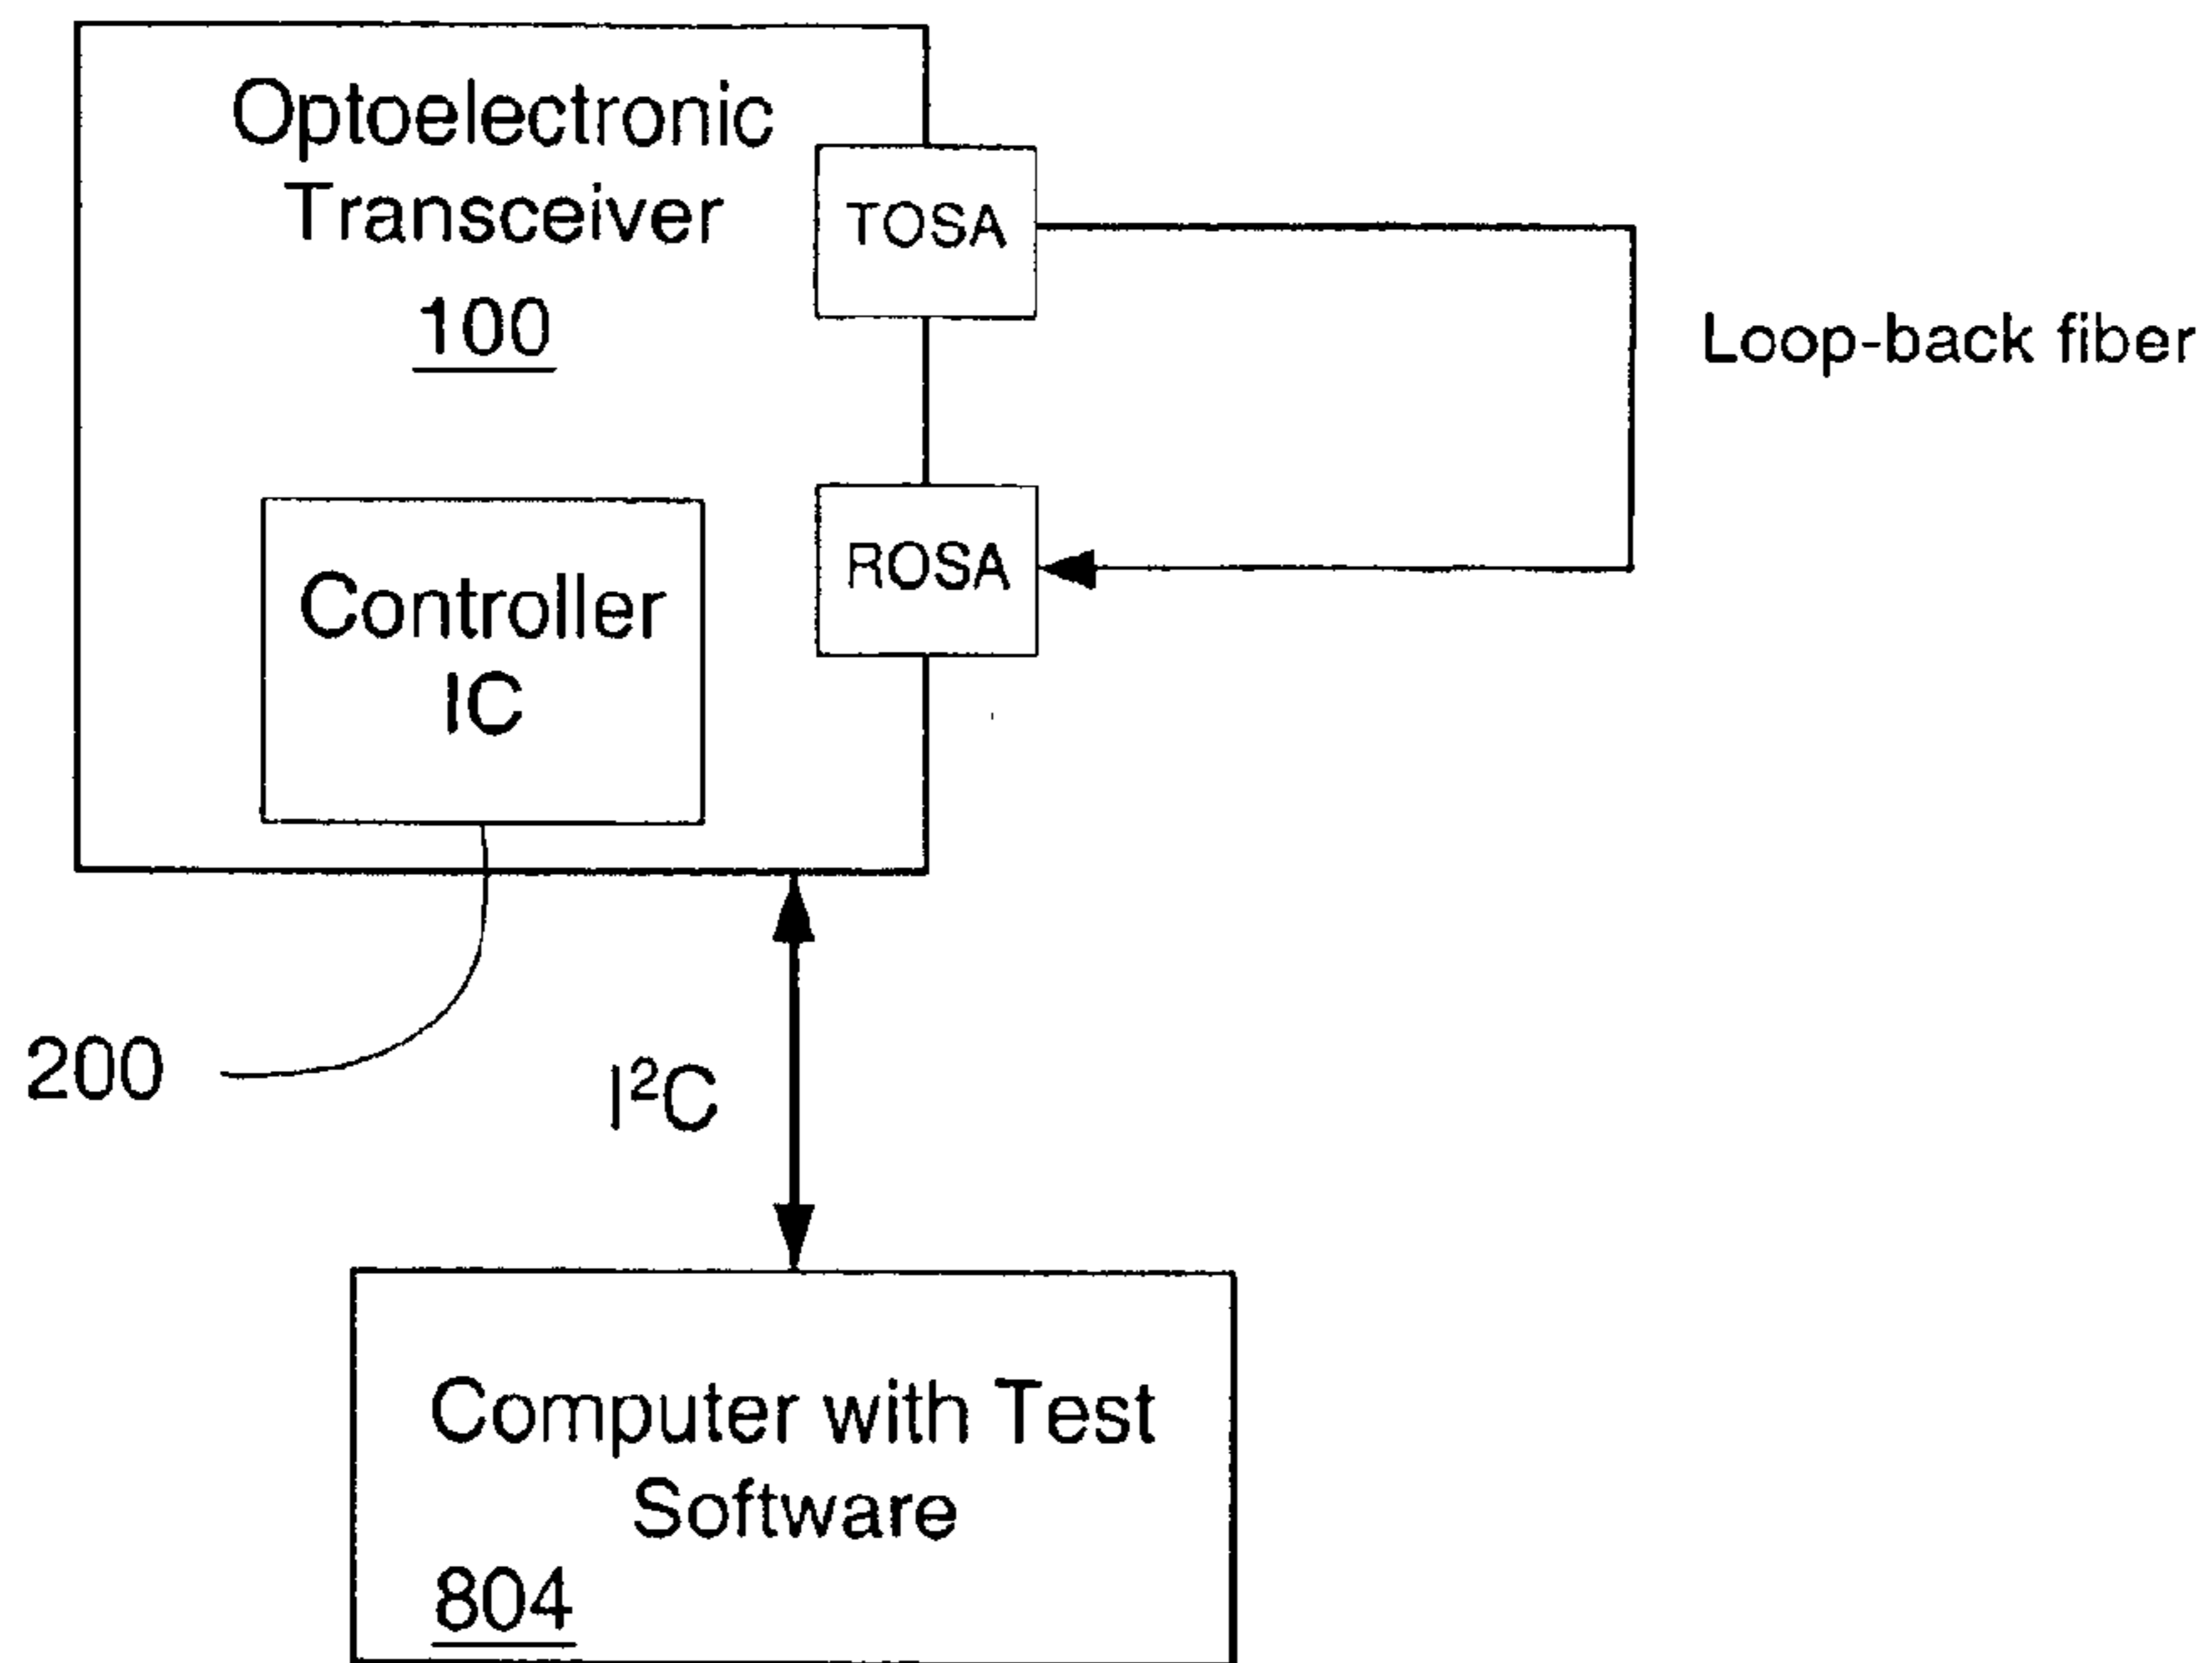 Optoelectronic
Transceiver
100
TOSA
Loop-back fiber
ROSA
Controller
IC
200
I²C
Computer with Test
Software
804